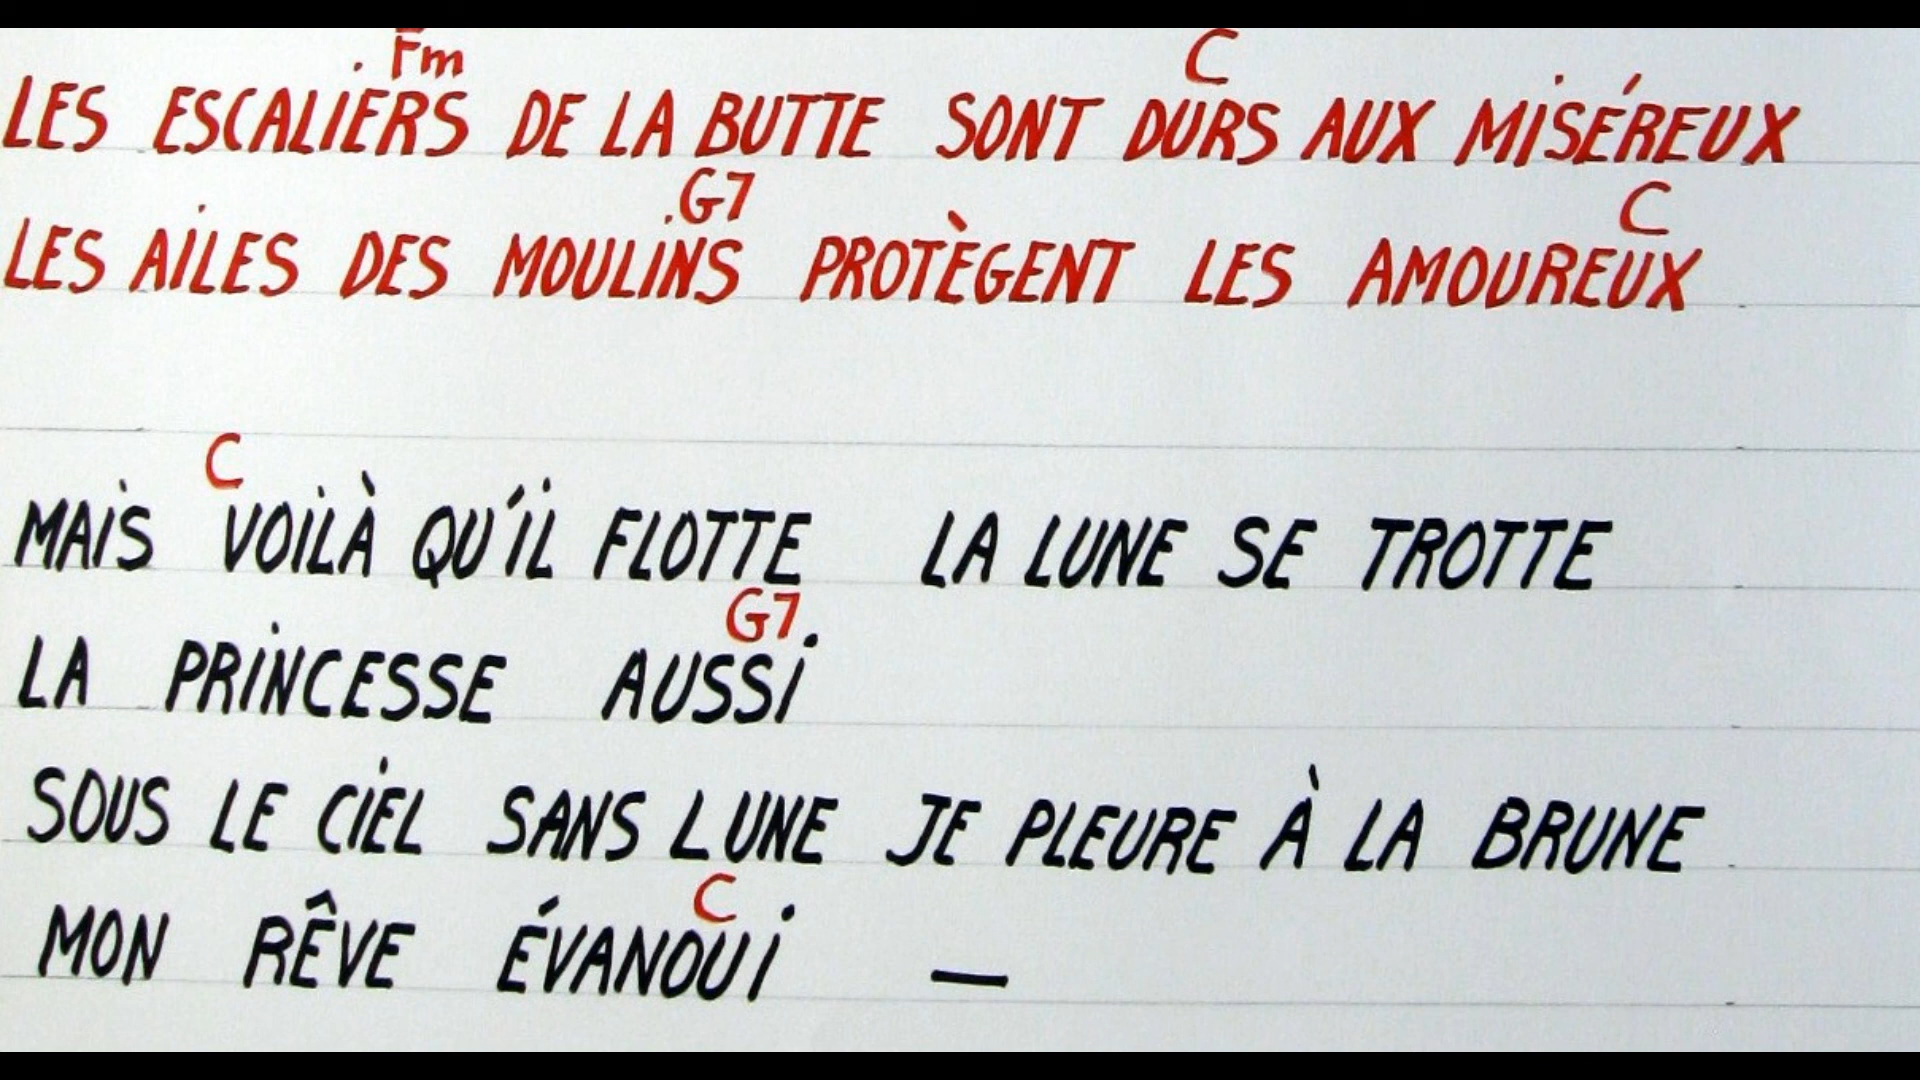 Fm C
LES ESCALIERS DE LA BUTTE SONT DURS AUX MISÉREUX
G7 C
LES AILES DES MOULINS PROTÈGENT LES AMOUREUX
C
MAIS VOILÀ QU'IL FLOTTE LA LUNE SE TROTTE
G7
LA PRINCESSE AUSSI
SOUS LE CIEL SANS LUNE JE PLEURE À LA BRUNE
C
MON RÊVE ÉVANOUI —